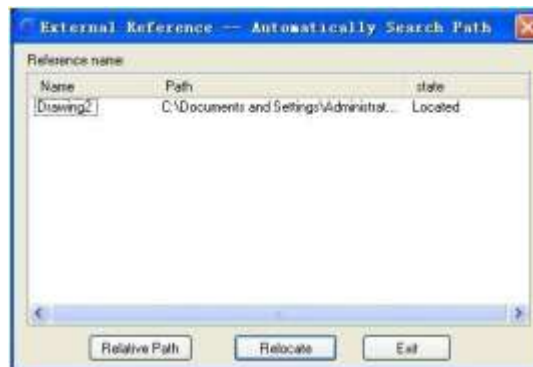 External Reference -- Automatically Search Path
Reference name
Name Path state
Drawing2 C:\Documents and Settings\Administrat... Located
Relative Path Relocate Exit